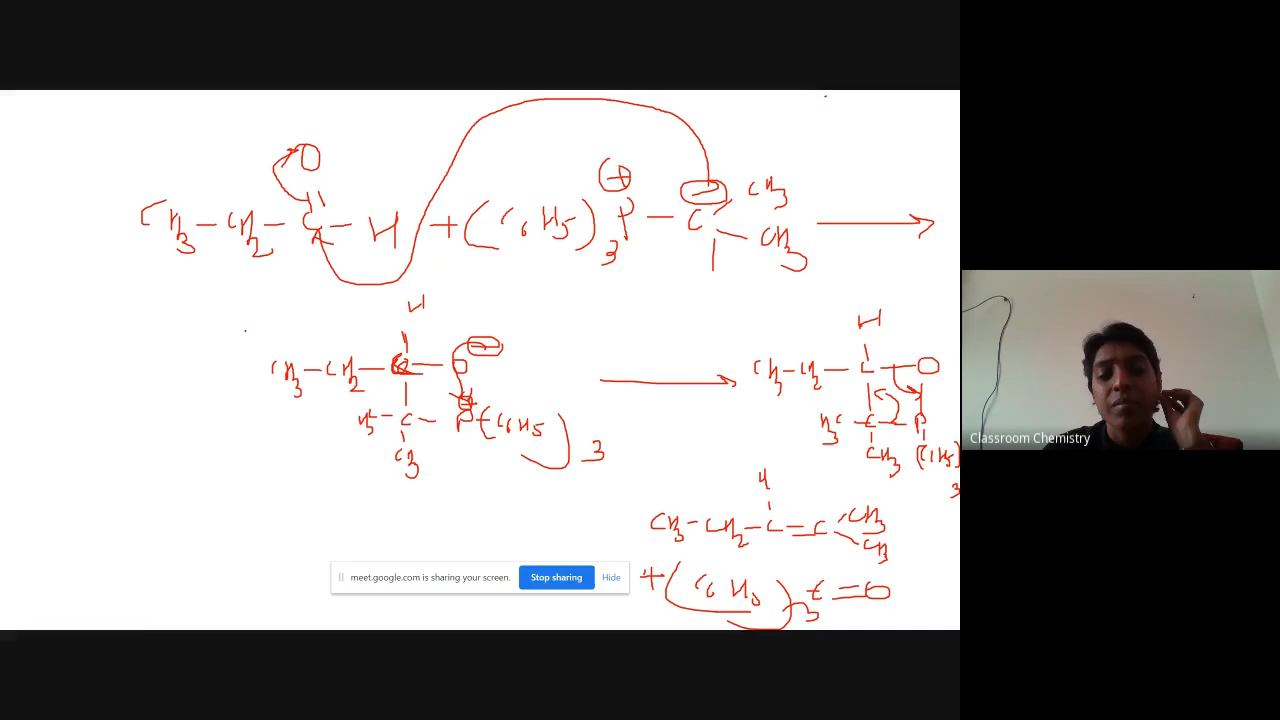 O
CH3 - CH2 - C - H + (C6H5)3 P⊕ - C⊖ CH3
CH3
H
CH3 - CH2 - C - O⊖
H3C - C - P⊕ - (C6H5)3
CH3
H
CH3 - CH2 - C - O
H3C - C - P
CH3 (C6H5)3
H
CH3 - CH2 - C = C CH3
CH3
+ (C6H5)3 = O
meet.google.com is sharing your screen. Stop sharing Hide
Classroom Chemistry